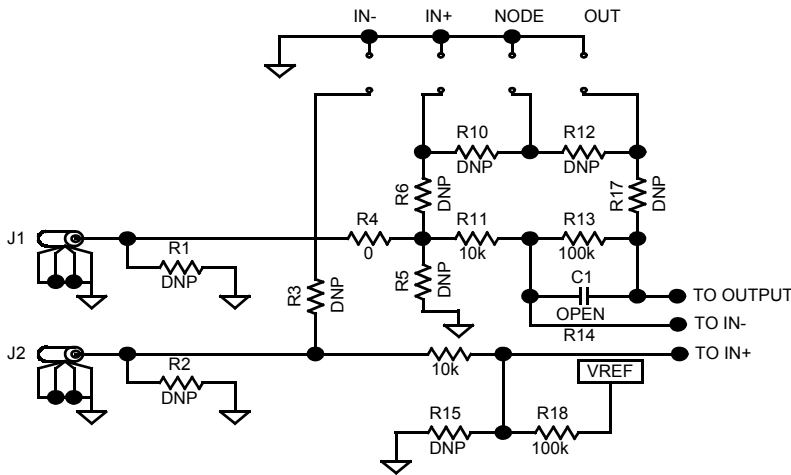 IN- IN+ NODE OUT
R10 R12
DNP DNP
R6 DNP R17 DNP
J1 R4 R11 R13
0 10k 100k
R1
DNP
R3 DNP R5 DNP C1
OPEN
TO OUTPUT
TO IN-
R14
J2 TO IN+
R2
DNP
10k VREF
R15 R18
DNP 100k